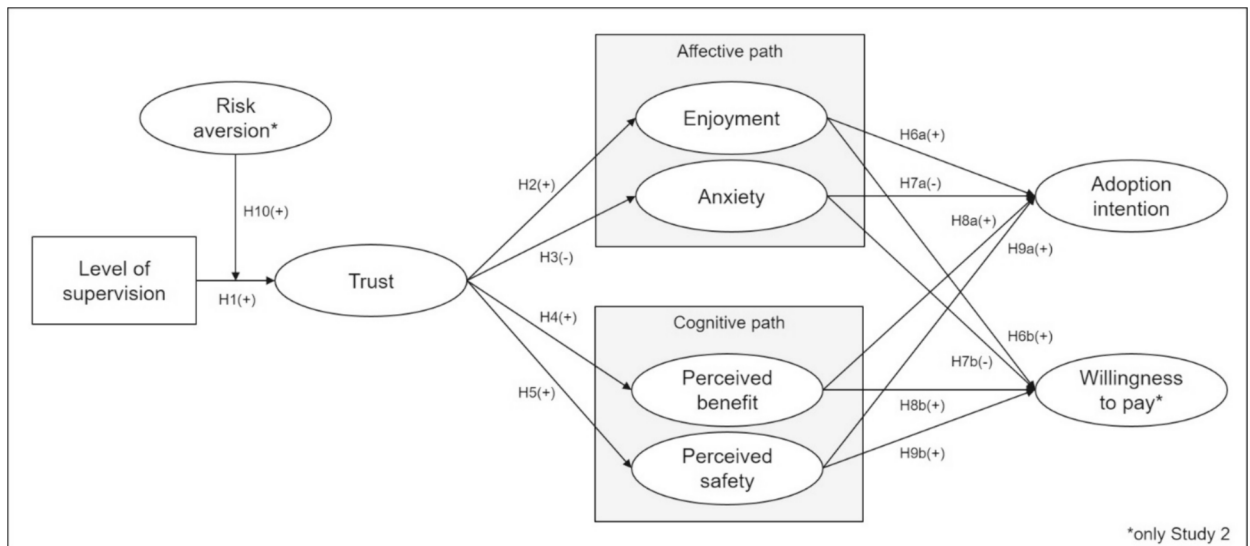 Affective path
Risk
aversion*
Enjoyment
H6a(+)
H2(+)
H7a(-)
Anxiety
Adoption
intention
H10(+)
H8a(+)
H9a(+)
H3(-)
Level of
supervision
H1(+)
Trust
H4(+)
Cognitive path
H6b(+)
H7b(-)
H5(+)
Perceived
benefit
H8b(+)
Willingness
to pay*
H9b(+)
Perceived
safety
*only Study 2